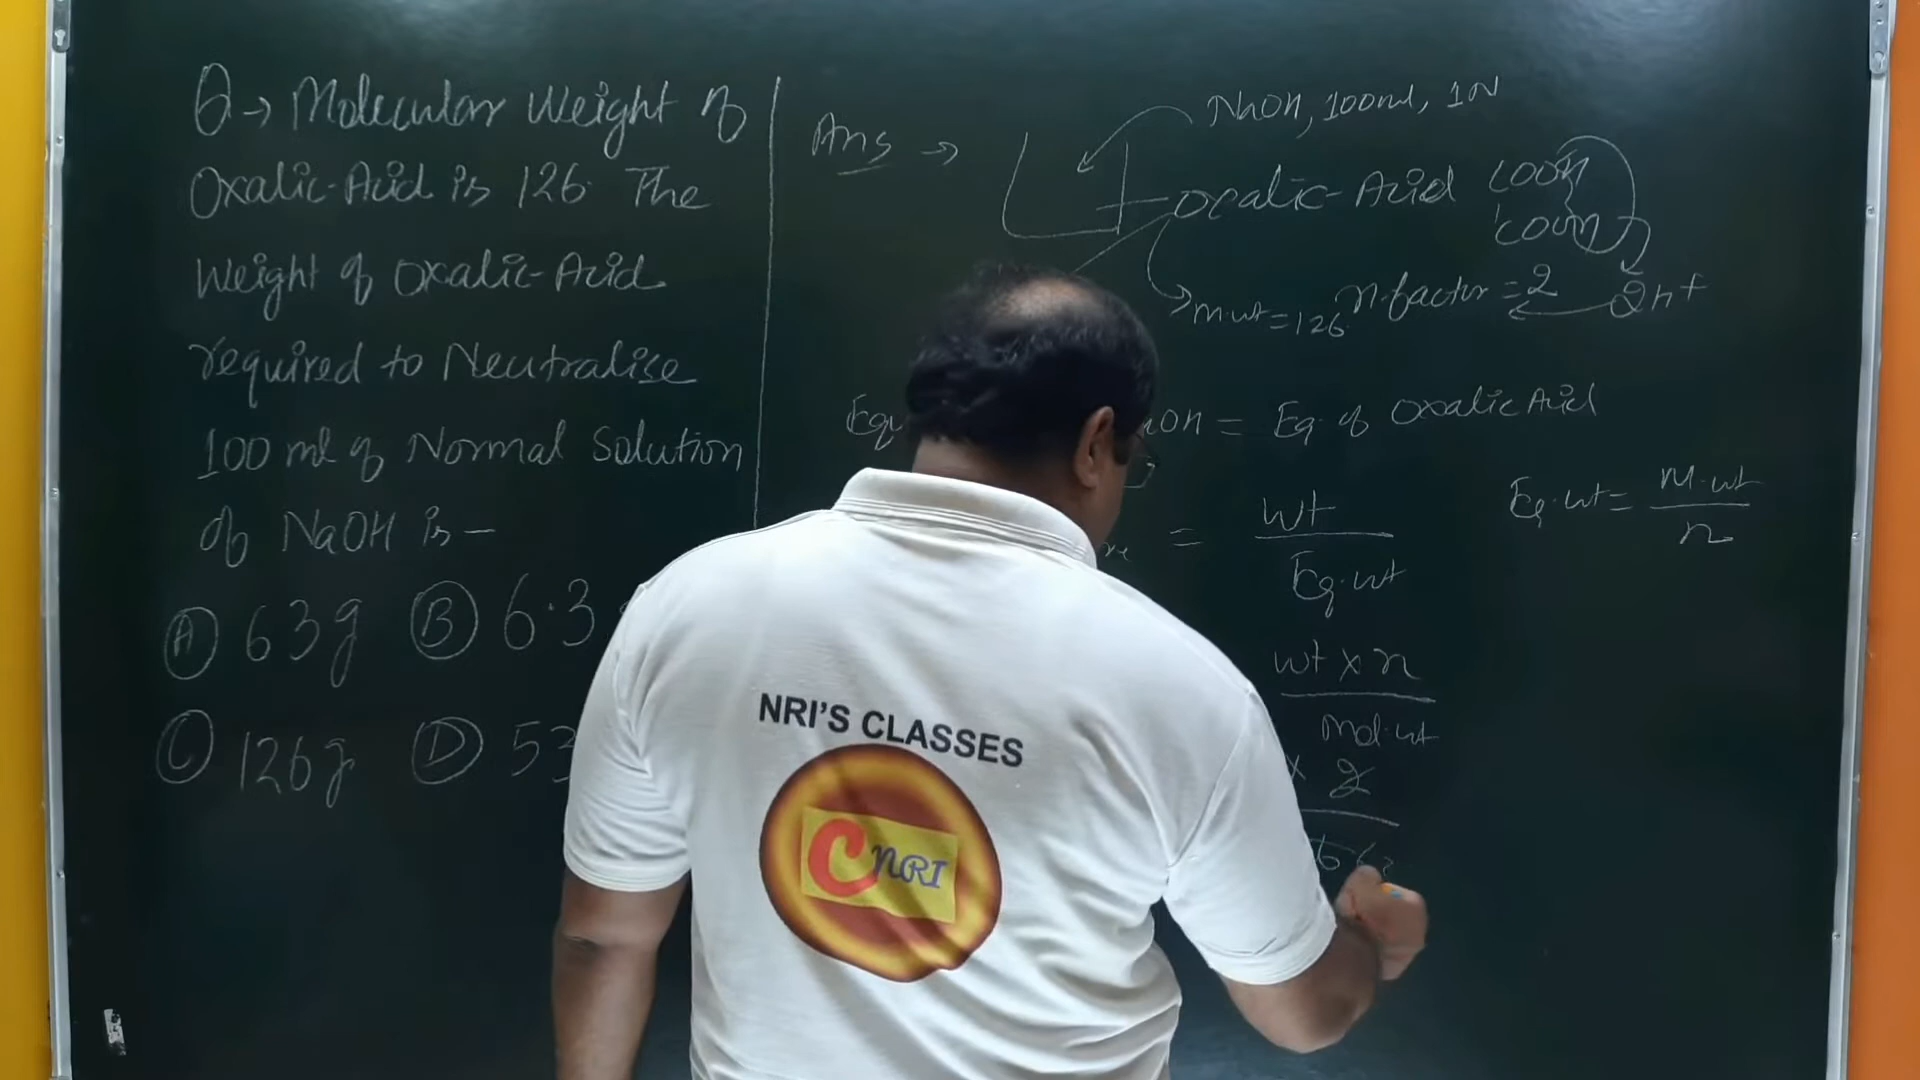 Q → Molecular Weight of
Oxalic-Acid is 126. The
Weight of Oxalic-Acid
required to Neutralise
100 ml of Normal Solution
of NaOH is -
(A) 63g (B) 6.3
(C) 126g (D) 53
Ans →
NaOH, 100ml, 1N
Oxalic-Acid COOH
COOH
m.wt = 126 n.factor = 2 2H+
Eq of Oxalic Acid
= Wt
Eq.wt
Eq.wt = M.wt
n
wt x n
Mol.wt
x 2
NRI'S CLASSES
C NRI